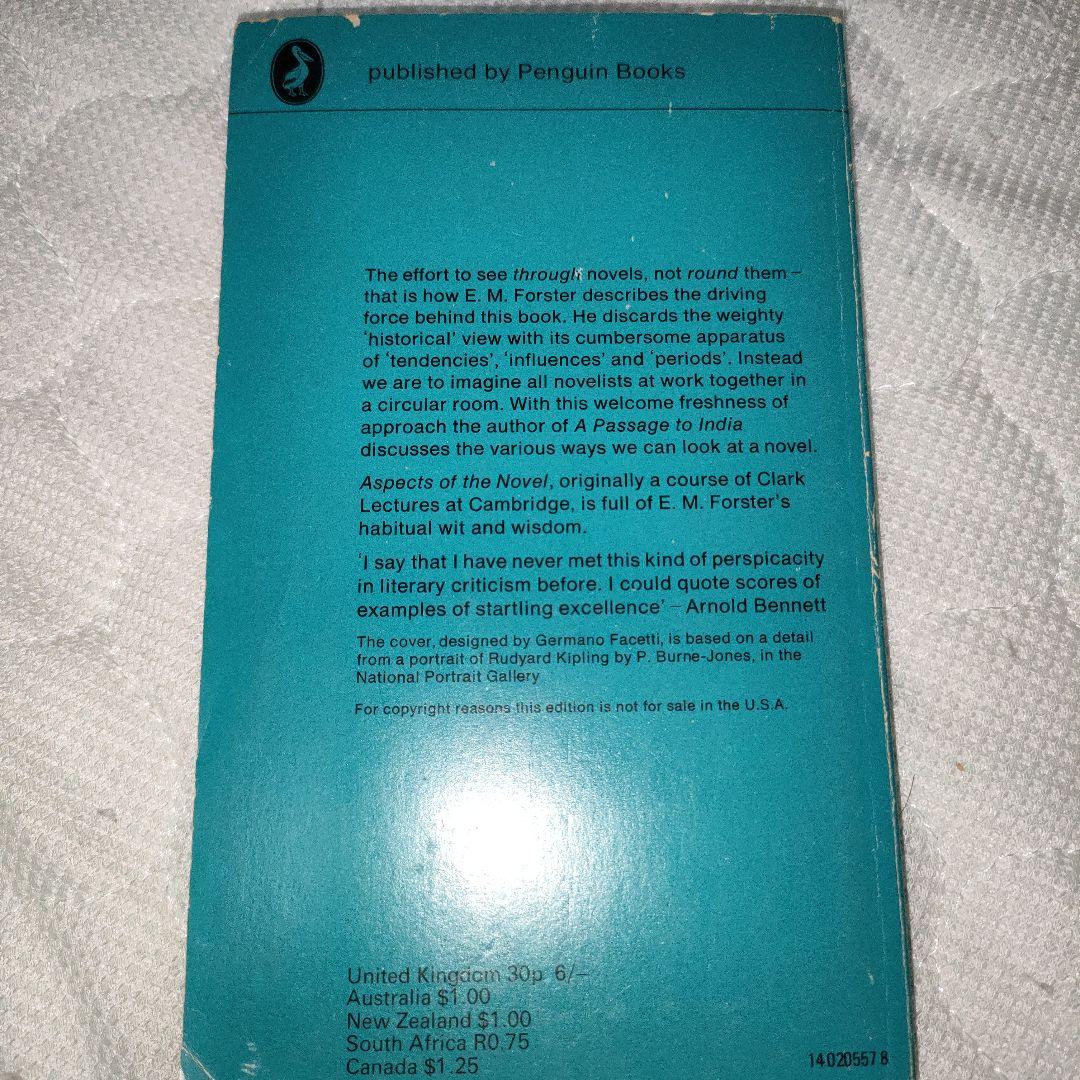 published by Penguin Books
The effort to see through novels, not round them –
that is how E. M. Forster describes the driving
force behind this book. He discards the weighty
'historical' view with its cumbersome apparatus
of 'tendencies', 'influences' and 'periods'. Instead
we are to imagine all novelists at work together in
a circular room. With this welcome freshness of
approach the author of A Passage to India
discusses the various ways we can look at a novel.
Aspects of the Novel, originally a course of Clark
Lectures at Cambridge, is full of E. M. Forster's
habitual wit and wisdom.
'I say that I have never met this kind of perspicacity
in literary criticism before. I could quote scores of
examples of startling excellence' – Arnold Bennett
The cover, designed by Germano Facetti, is based on a detail
from a portrait of Rudyard Kipling by P. Burne-Jones, in the
National Portrait Gallery
For copyright reasons this edition is not for sale in the U.S.A.
United Kingdom 30p 6/–
Australia $1.00
New Zealand $1.00
South Africa R0.75
Canada $1.25
14 020557 8